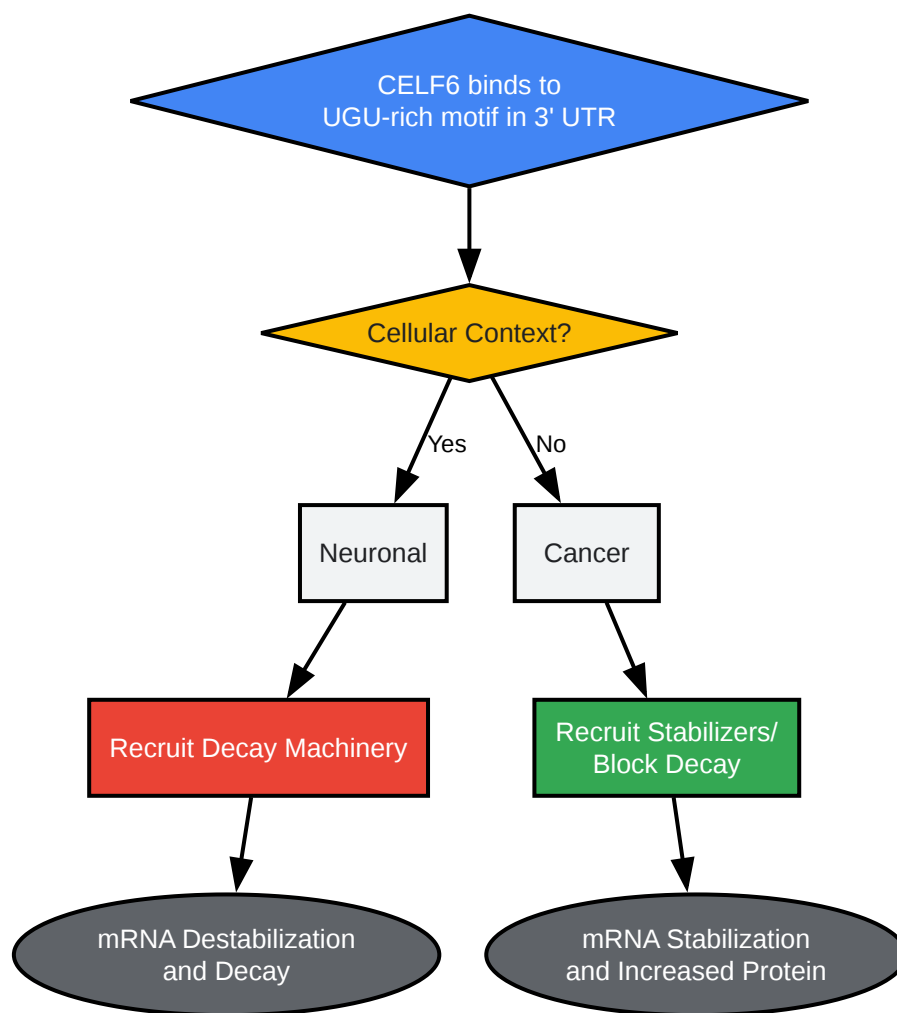 CELF6 binds to
UGU-rich motif in 3' UTR
Cellular Context?
Yes
No
Neuronal
Cancer
Recruit Decay Machinery
Recruit Stabilizers/
Block Decay
mRNA Destabilization
and Decay
mRNA Stabilization
and Increased Protein